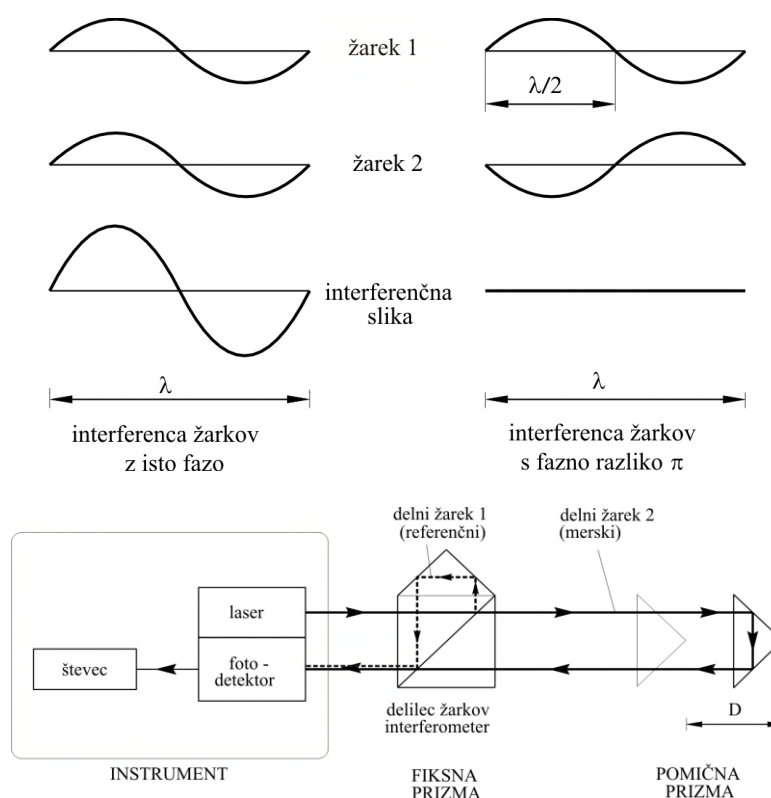 žarek 1
λ/2
žarek 2
interferenčna
slika
λ
λ
interferenca žarkov
z isto fazo
interferenca žarkov
s fazno razliko π
delni žarek 1
(referenčni)
delni žarek 2
(merski)
laser
števec
foto -
detektor
delilec žarkov
interferometer
D
INSTRUMENT
FIKSNA
PRIZMA
POMIČNA
PRIZMA